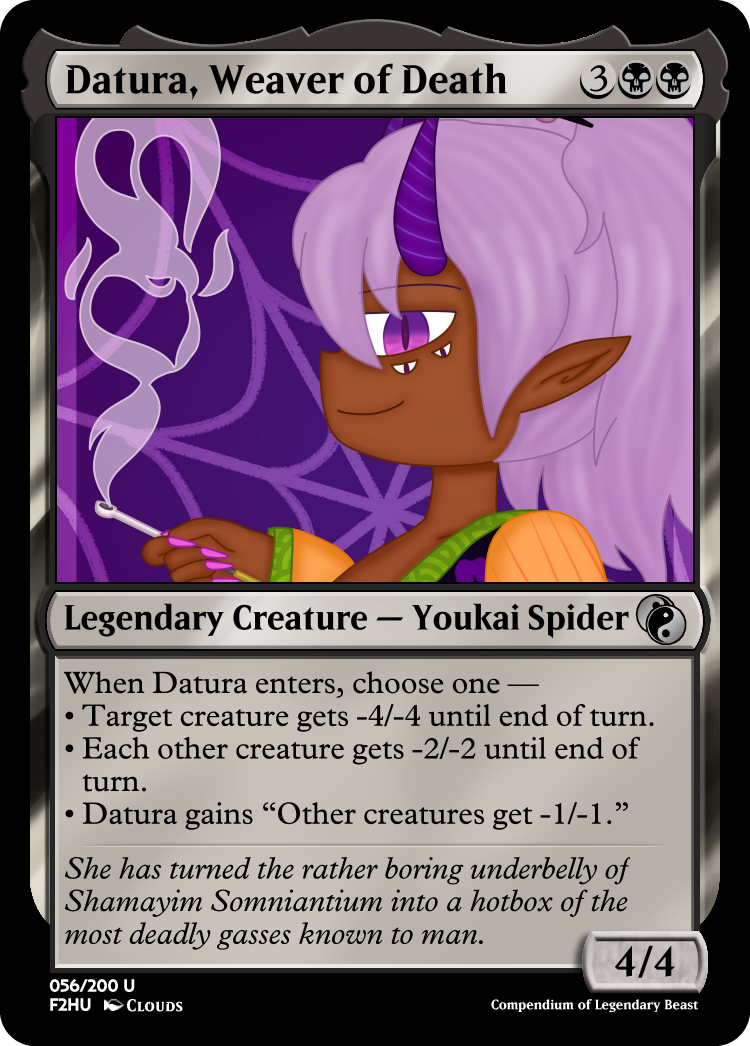 Datura, Weaver of Death 3
Legendary Creature — Youkai Spider
When Datura enters, choose one —
• Target creature gets -4/-4 until end of turn.
• Each other creature gets -2/-2 until end of
turn.
• Datura gains “Other creatures get -1/-1.”
She has turned the rather boring underbelly of
Shamayim Somniantium into a hotbox of the
most deadly gasses known to man.
4/4
056/200 U
F2HU Clouds
Compendium of Legendary Beast